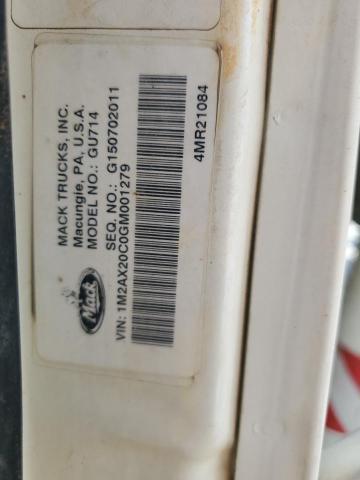 MACK TRUCKS, INC.
Macungie, PA, U.S.A.
MODEL NO.: GU714
SEQ. NO.: G150702011
Mack
VIN: 1M2AX20C0GM001279
4MR21084